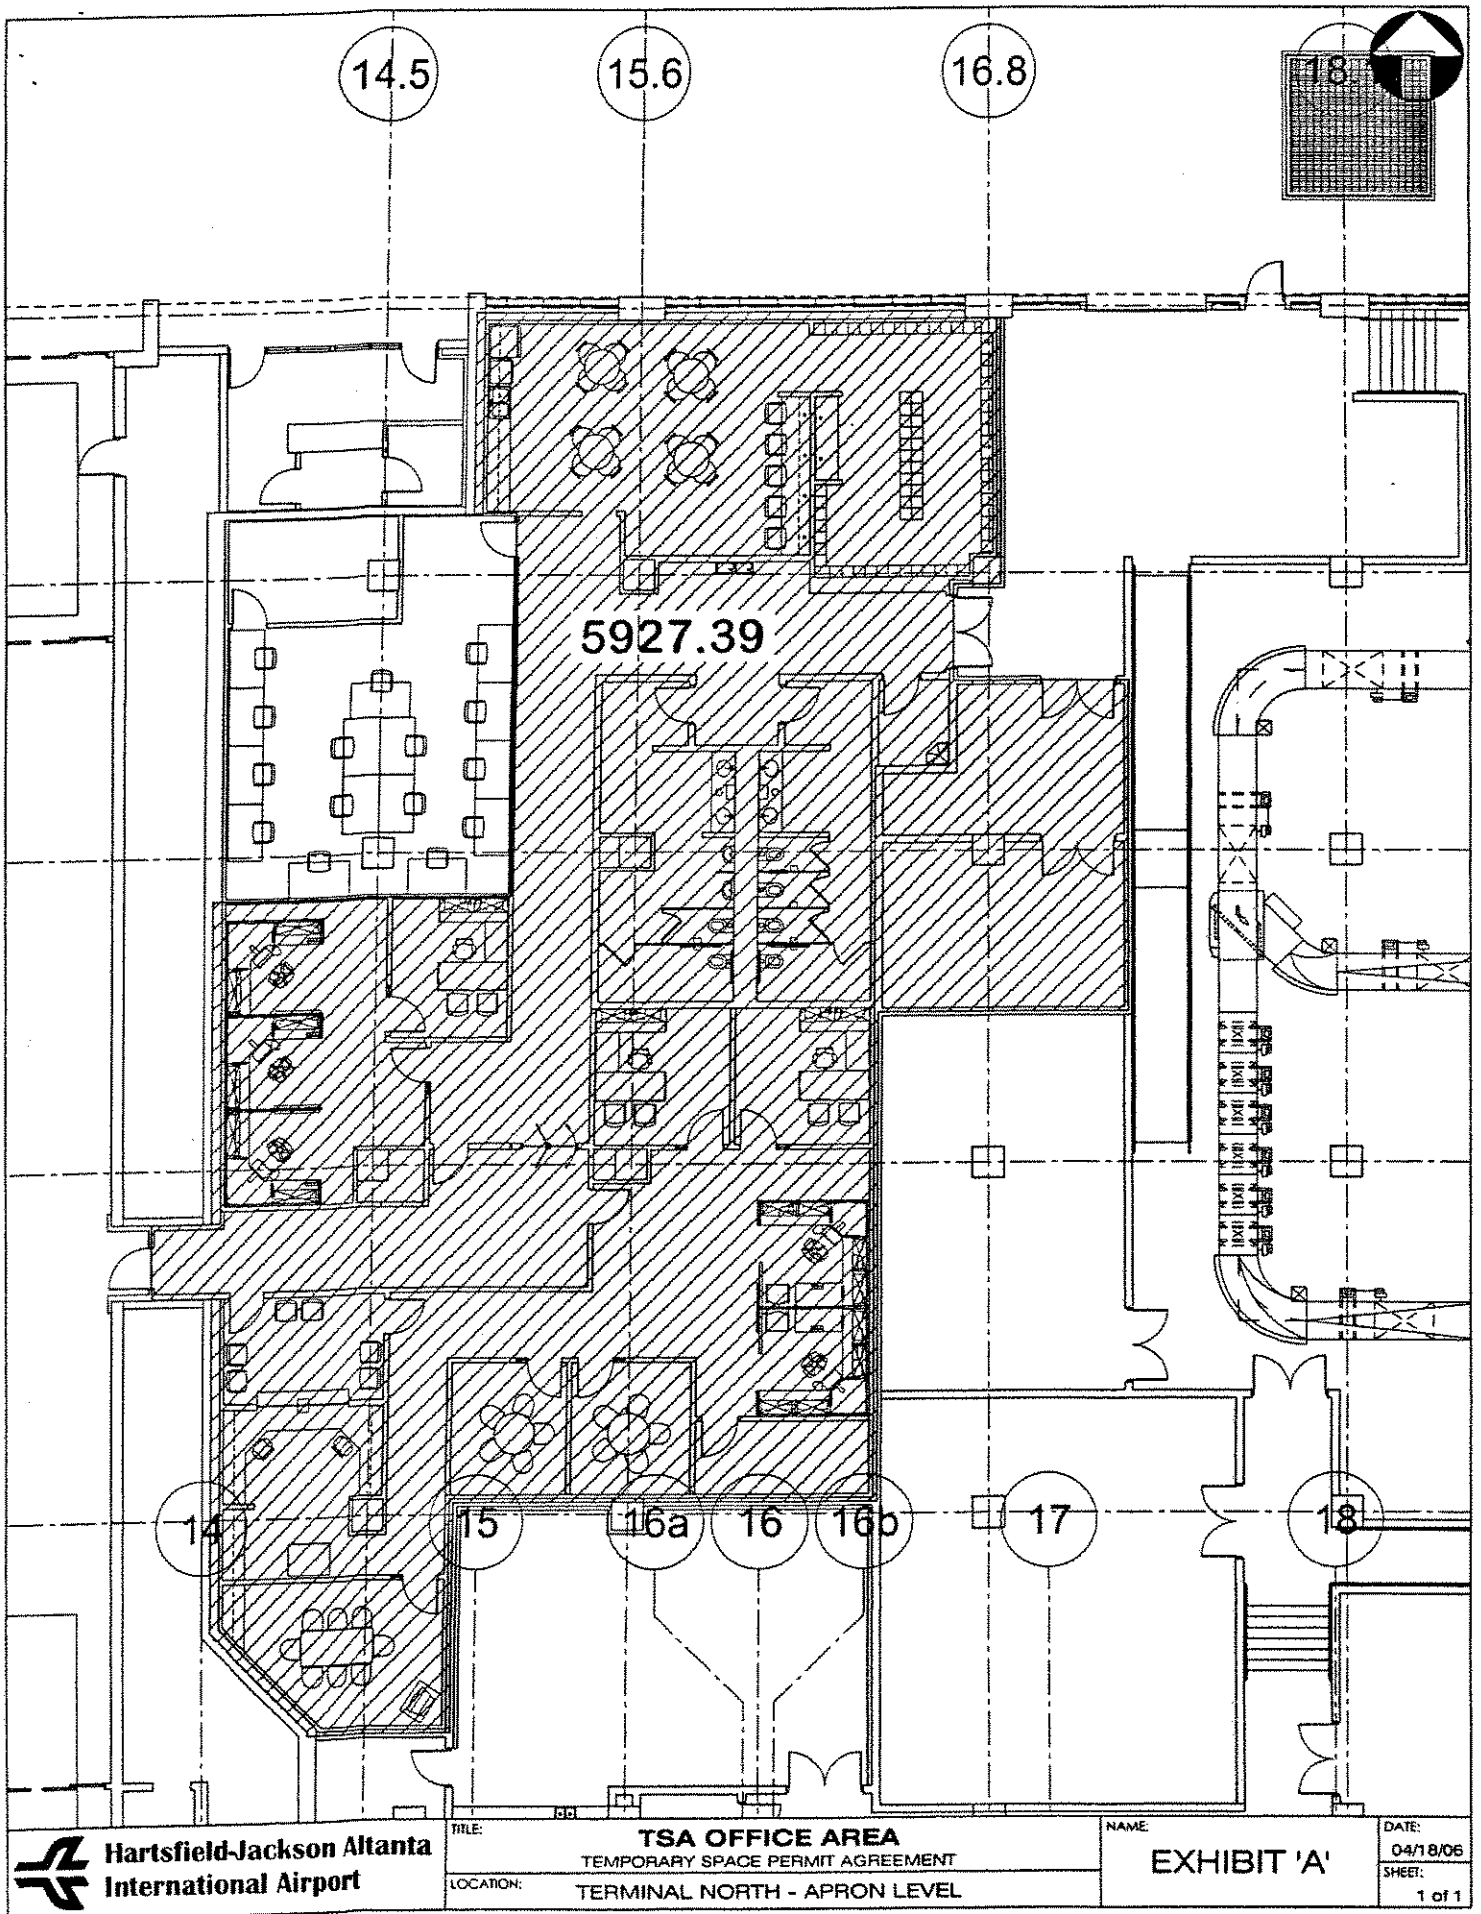 14.5
15.6
16.8
18
5927.39
14
15
16a
16
16b
17
18
Hartsfield-Jackson Altanta
International Airport
TITLE:
TSA OFFICE AREA
TEMPORARY SPACE PERMIT AGREEMENT
LOCATION:
TERMINAL NORTH - APRON LEVEL
NAME:
EXHIBIT 'A'
DATE:
04/18/06
SHEET:
1 of 1